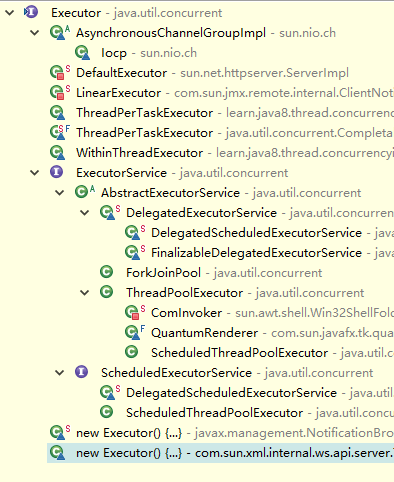 Executor - java.util.concurrent
A AsynchronousChannelGroupImpl - sun.nio.ch
Iocp - sun.nio.ch
S DefaultExecutor - sun.net.httpserver.ServerImpl
S LinearExecutor - com.sun.jmx.remote.internal.ClientNot
ThreadPerTaskExecutor - learn.java8.thread.concurrenc
S F ThreadPerTaskExecutor - java.util.concurrent.Completa
WithinThreadExecutor - learn.java8.thread.concurrencyi
ExecutorService - java.util.concurrent
A AbstractExecutorService - java.util.concurrent
S DelegatedExecutorService - java.util.concurren
S DelegatedScheduledExecutorService - java
S FinalizableDelegatedExecutorService - java
ForkJoinPool - java.util.concurrent
ThreadPoolExecutor - java.util.concurrent
S ComInvoker - sun.awt.shell.Win32ShellFold
F QuantumRenderer - com.sun.javafx.tk.qua
ScheduledThreadPoolExecutor - java.util.co
ScheduledExecutorService - java.util.concurrent
S DelegatedScheduledExecutorService - java.ut
ScheduledThreadPoolExecutor - java.util.conc
S new Executor() {...} - javax.management.NotificationBro
new Executor() {...} - com.sun.xml.internal.ws.api.server.